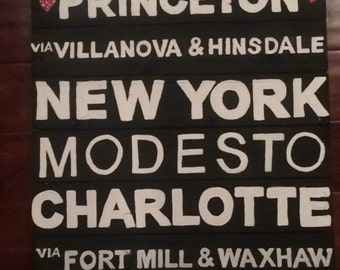 PRINCETON
VIA VILLANOVA & HINSDALE
NEW YORK
MODESTO
CHARLOTTE
VIA FORT MILL & WAXHAW